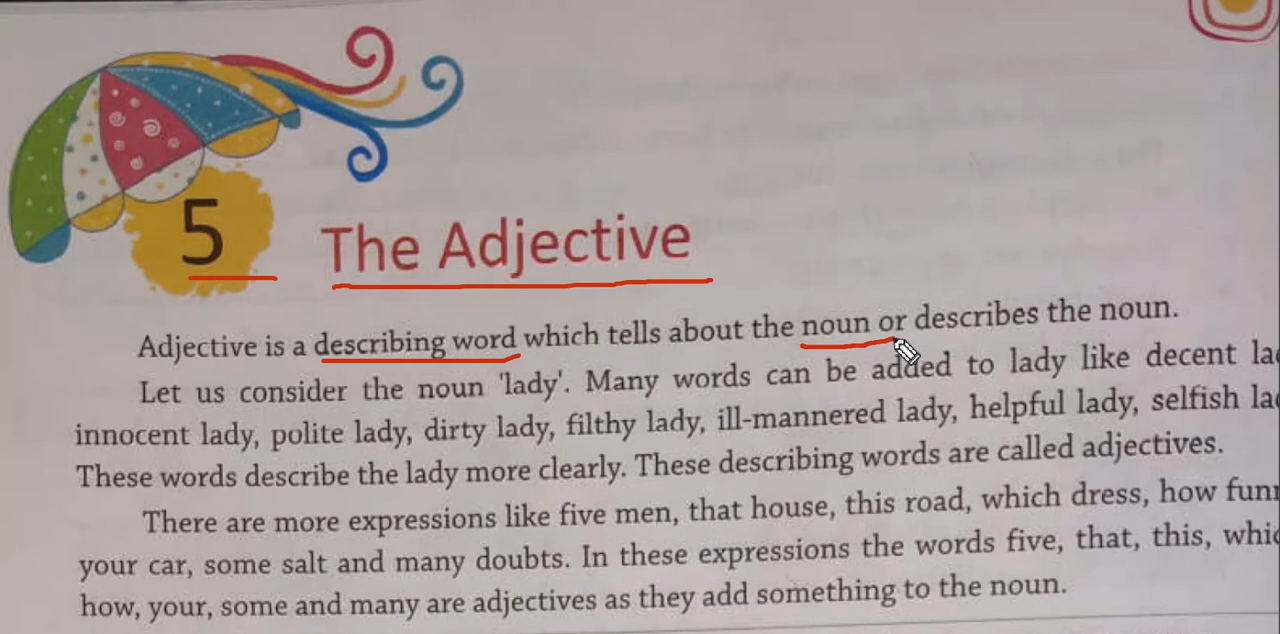 5 The Adjective
Adjective is a describing word which tells about the noun or describes the noun.
Let us consider the noun 'lady'. Many words can be added to lady like decent
innocent lady, polite lady, dirty lady, filthy lady, ill-mannered lady, helpful lady, selfish
These words describe the lady more clearly. These describing words are called adjectives.
There are more expressions like five men, that house, this road, which dress, how
your car, some salt and many doubts. In these expressions the words five, that, this,
how, your, some and many are adjectives as they add something to the noun.